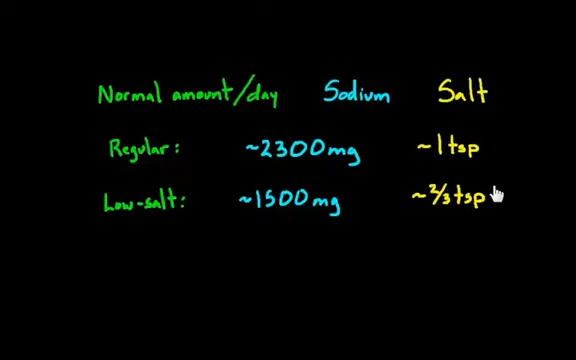 Normal amount/day Sodium Salt
Regular: ~2300mg ~1tsp
Low-salt: ~1500mg ~2/3tsp